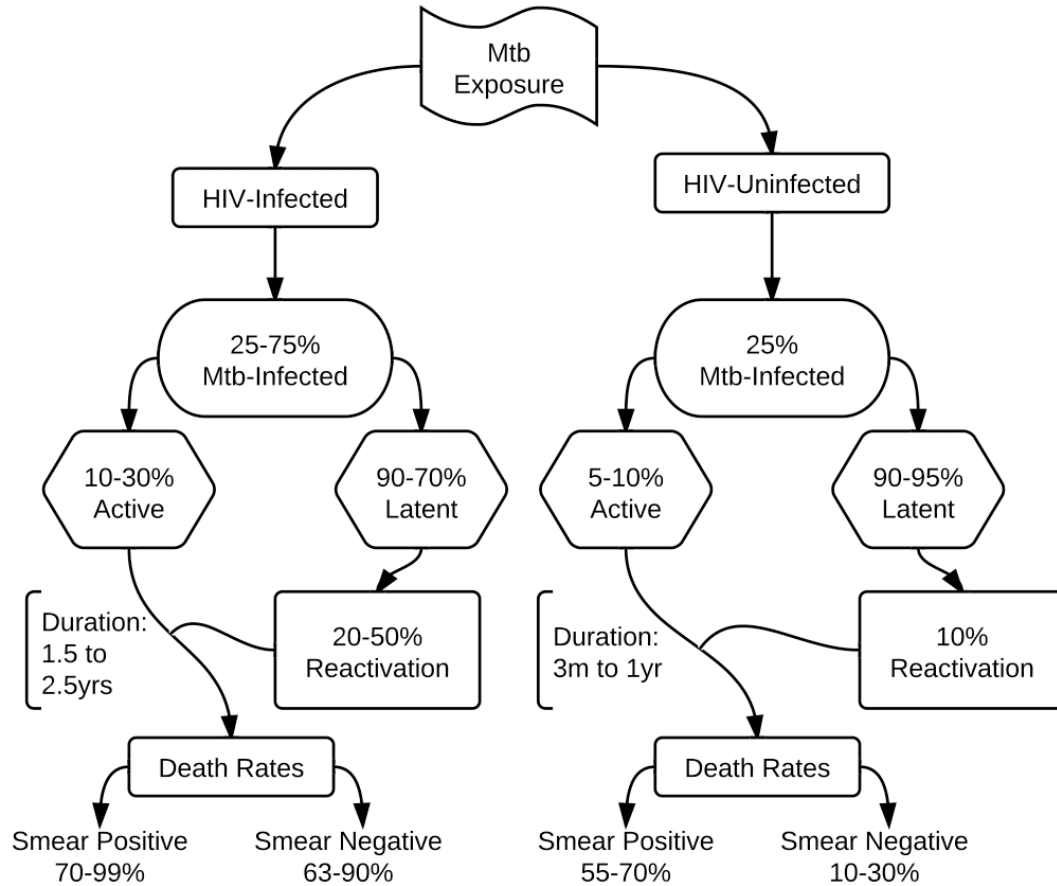 Mtb
Exposure
HIV-Infected
HIV-Uninfected
25-75%
Mtb-Infected
25%
Mtb-Infected
10-30%
Active
90-70%
Latent
5-10%
Active
90-95%
Latent
Duration:
1.5 to
2.5yrs
20-50%
Reactivation
Duration:
3m to 1yr
10%
Reactivation
Death Rates
Death Rates
Smear Positive
70-99%
Smear Negative
63-90%
Smear Positive
55-70%
Smear Negative
10-30%